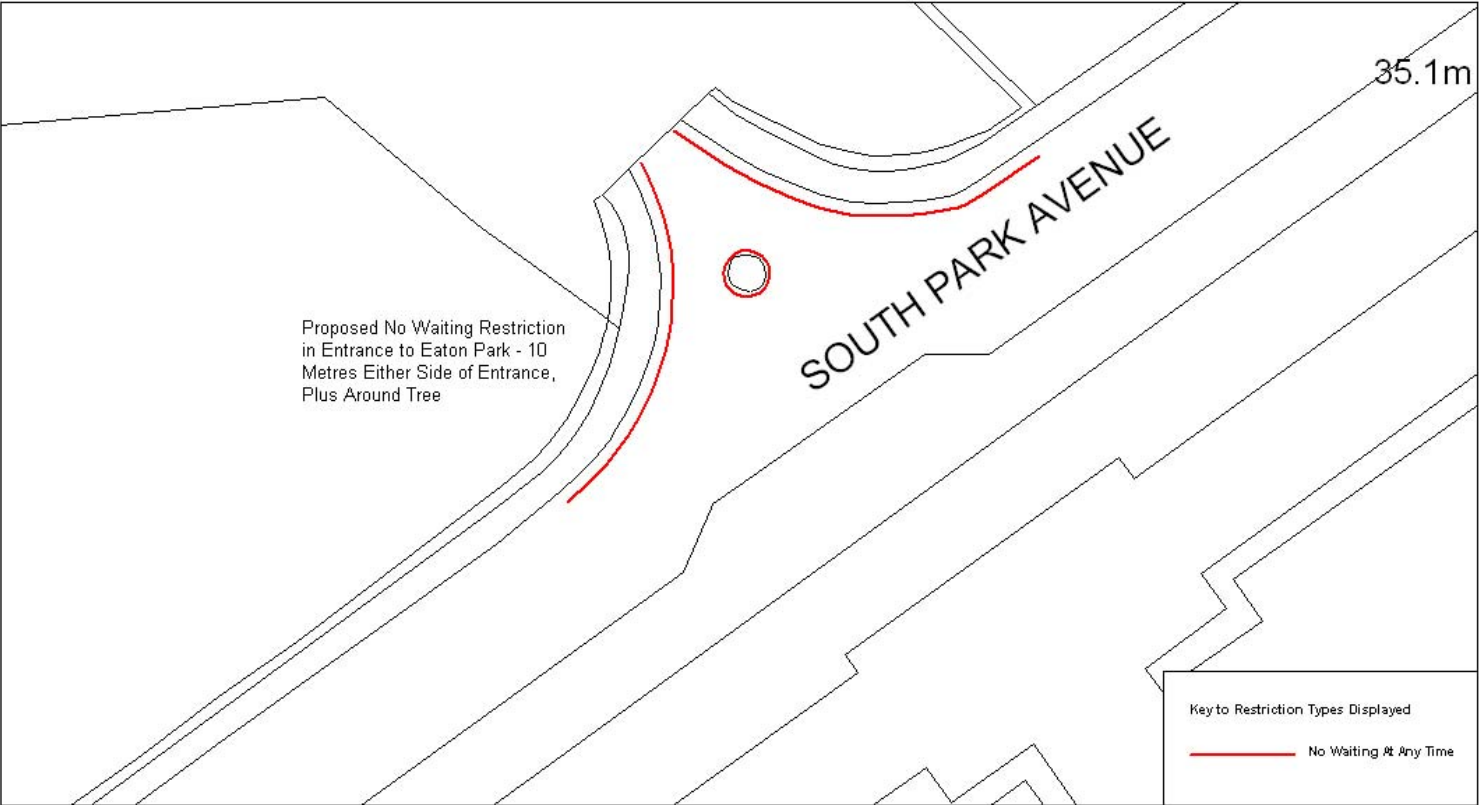 35.1m
SOUTH PARK AVENUE
Proposed No Waiting Restriction
in Entrance to Eaton Park - 10
Metres Either Side of Entrance,
Plus Around Tree
Key to Restriction Types Displayed
No Waiting At Any Time